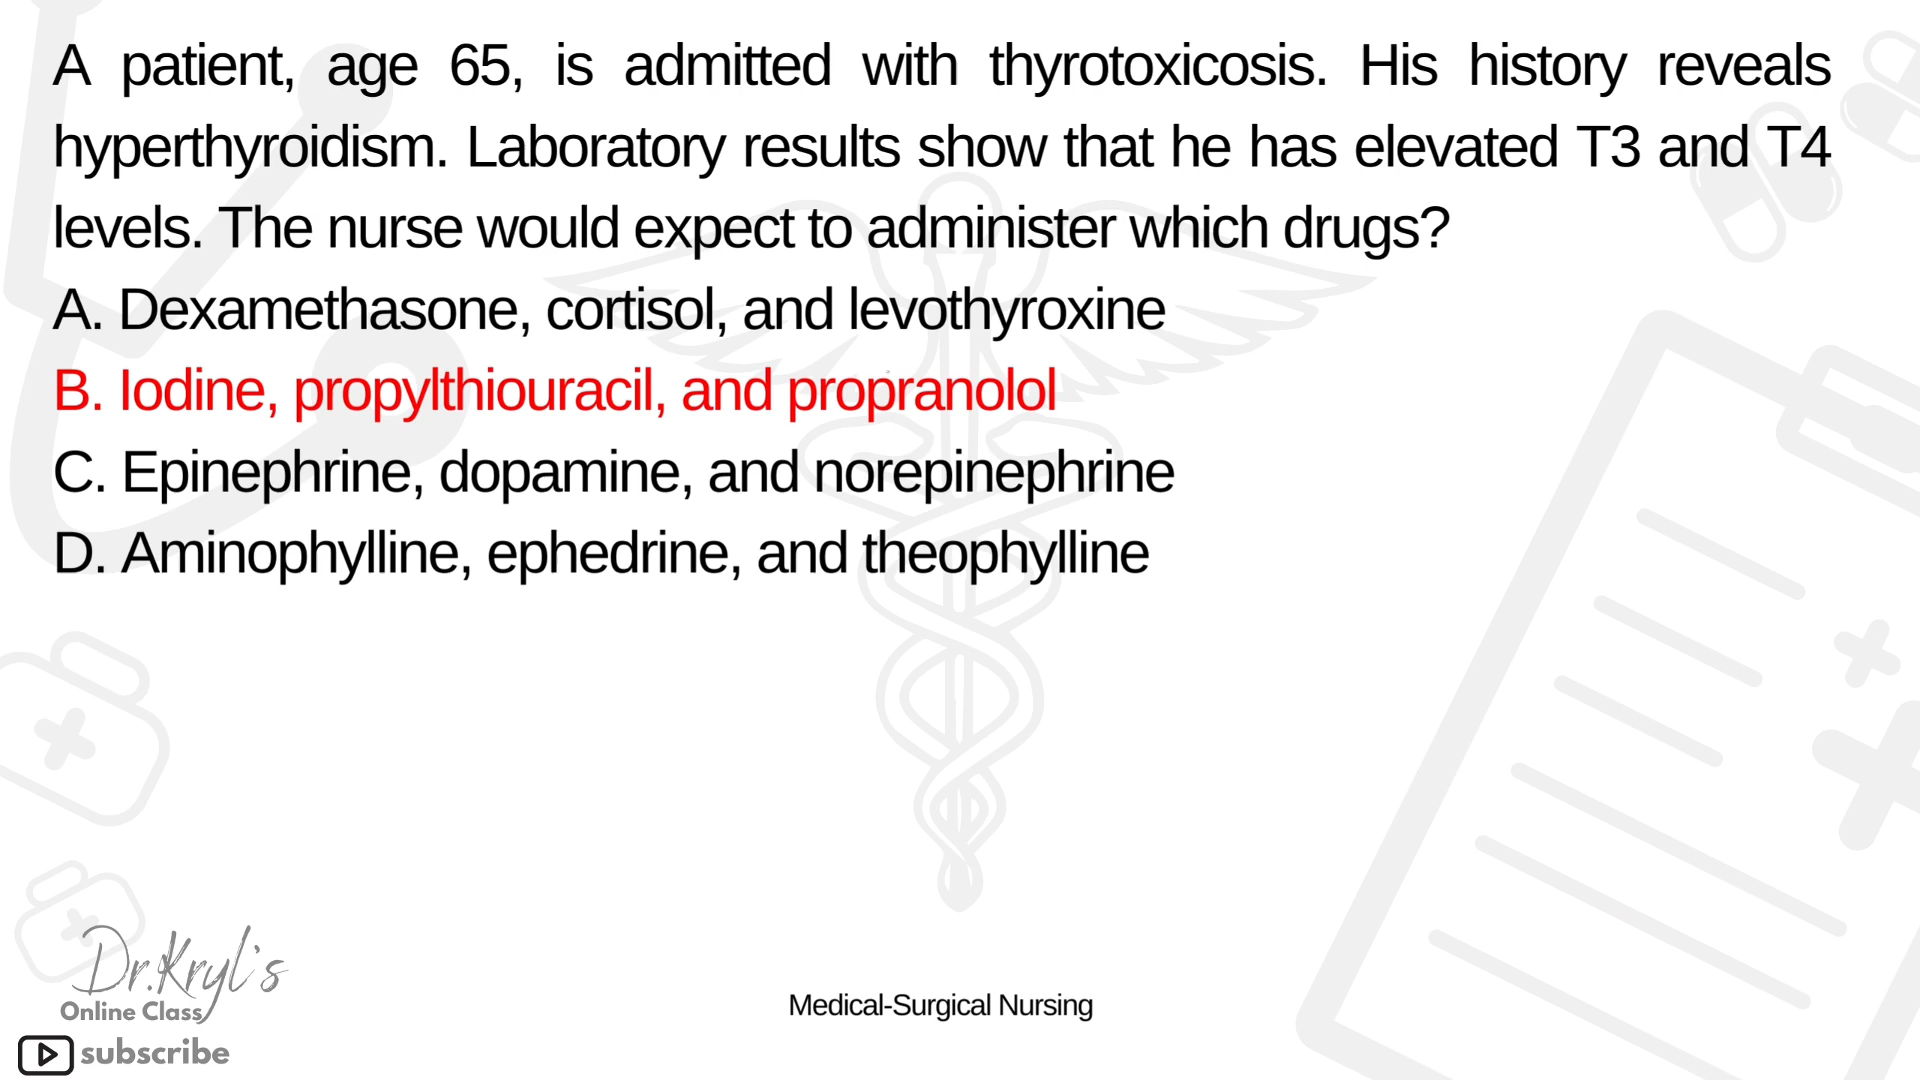 A patient, age 65, is admitted with thyrotoxicosis. His history reveals
hyperthyroidism. Laboratory results show that he has elevated T3 and T4
levels. The nurse would expect to administer which drugs?
A. Dexamethasone, cortisol, and levothyroxine
B. Iodine, propylthiouracil, and propranolol
C. Epinephrine, dopamine, and norepinephrine
D. Aminophylline, ephedrine, and theophylline
Dr.Kryl's
Online Class
Medical-Surgical Nursing
subscribe